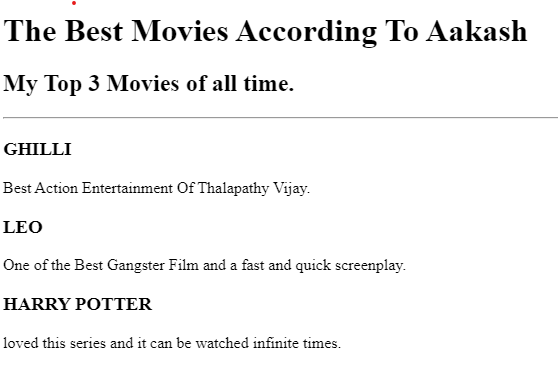 The Best Movies According To Aakash
My Top 3 Movies of all time.
GHILLI
Best Action Entertainment Of Thalapathy Vijay.
LEO
One of the Best Gangster Film and a fast and quick screenplay.
HARRY POTTER
loved this series and it can be watched infinite times.